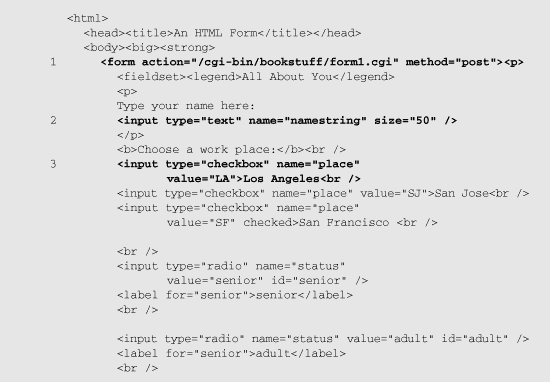 <html>
<head><title>An HTML Form</title></head>
<body><big><strong>
1 <form action="/cgi-bin/bookstuff/form1.cgi" method="post"><p>
<fieldset><legend>All About You</legend>
<p>
Type your name here:
2 <input type="text" name="namestring" size="50" />
</p>
<b>Choose a work place:</b><br />
3 <input type="checkbox" name="place"
value="LA">Los Angeles<br />
<input type="checkbox" name="place" value="SJ">San Jose<br />
<input type="checkbox" name="place"
value="SF" checked>San Francisco <br />
<br />
<input type="radio" name="status"
value="senior" id="senior" />
<label for="senior">senior</label>
<br />
<input type="radio" name="status" value="adult" id="adult" />
<label for="senior">adult</label>
<br />